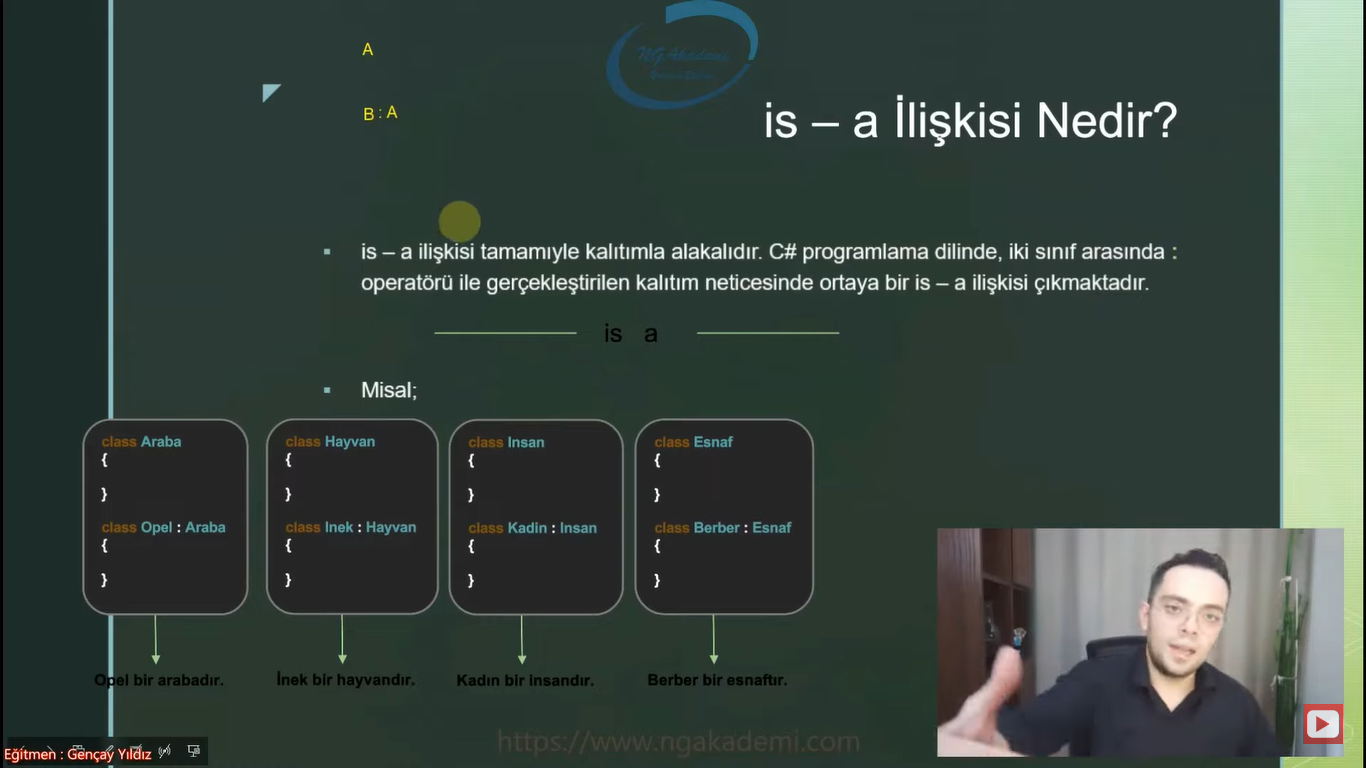 A
B : A
NG Akademi
is – a İlişkisi Nedir?
▪ is – a ilişkisi tamamıyle kalıtımla alakalıdır. C# programlama dilinde, iki sınıf arasında :
operatörü ile gerçekleştirilen kalıtım neticesinde ortaya bir is – a ilişkisi çıkmaktadır.
is a
▪ Misal;
class Araba
{
}
class Opel : Araba
{
}
Opel bir arabadır.
class Hayvan
{
}
class Inek : Hayvan
{
}
İnek bir hayvandır.
class Insan
{
}
class Kadin : Insan
{
}
Kadın bir insandır.
class Esnaf
{
}
class Berber : Esnaf
{
}
Berber bir esnaftır.
https://www.ngakademi.com
Eğitmen : Gençay Yıldız